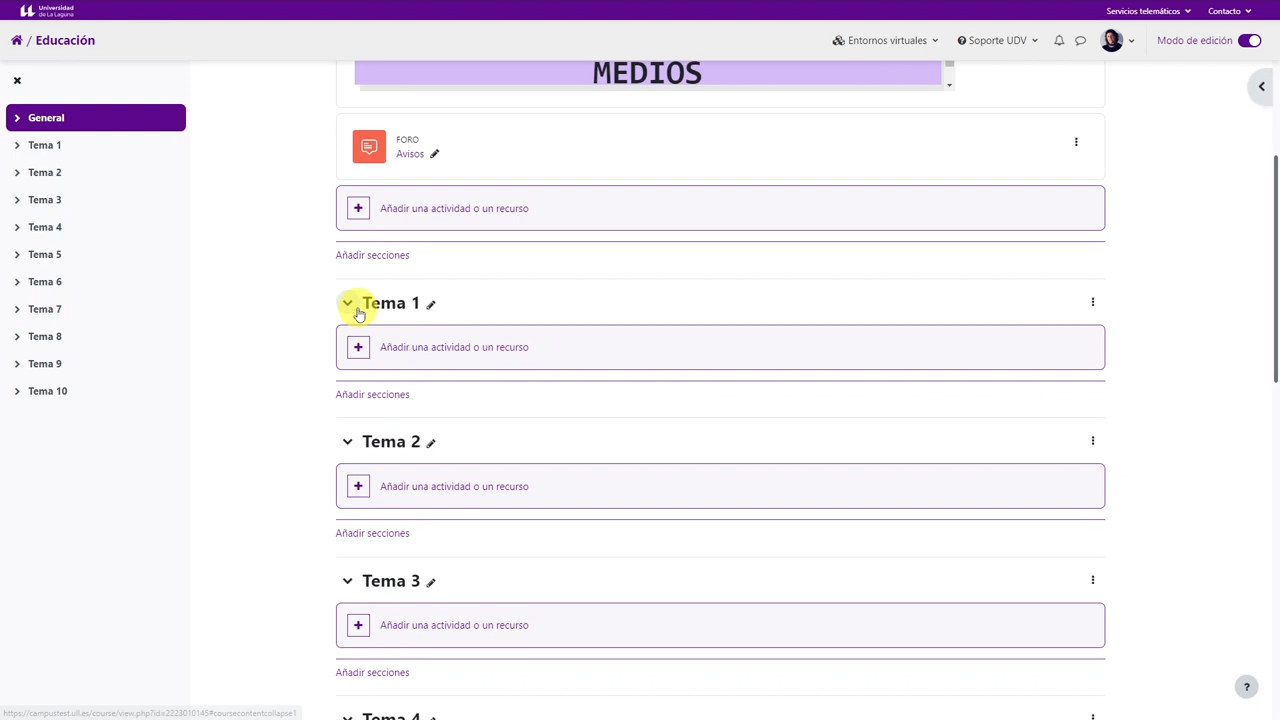 Universidad
de La Laguna
Servicios telemáticos
Contacto
/ Educación
Entornos virtuales
Soporte UDV
Modo de edición
General
Tema 1
Tema 2
Tema 3
Tema 4
Tema 5
Tema 6
Tema 7
Tema 8
Tema 9
Tema 10
MEDIOS
FORO
Avisos
Añadir una actividad o un recurso
Añadir secciones
Tema 1
Añadir una actividad o un recurso
Añadir secciones
Tema 2
Añadir una actividad o un recurso
Añadir secciones
Tema 3
Añadir una actividad o un recurso
Añadir secciones
Tema 4
?
https://campustest.ull.es/course/view.php?id=2223010145#coursecontentcollapse1